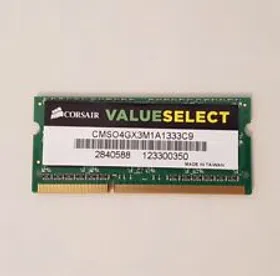 CORSAIR VALUESELECT
CMSO4GX3M1A1333C9
2840588 123300350
MADE IN TAIWAN